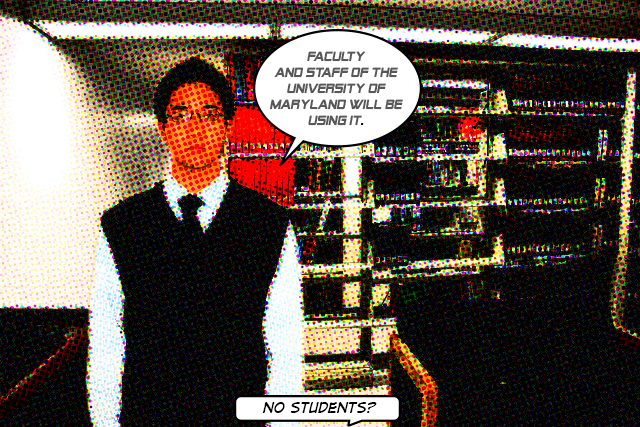 FACULTY
AND STAFF OF THE
UNIVERSITY OF
MARYLAND WILL BE
USING IT.
NO STUDENTS?